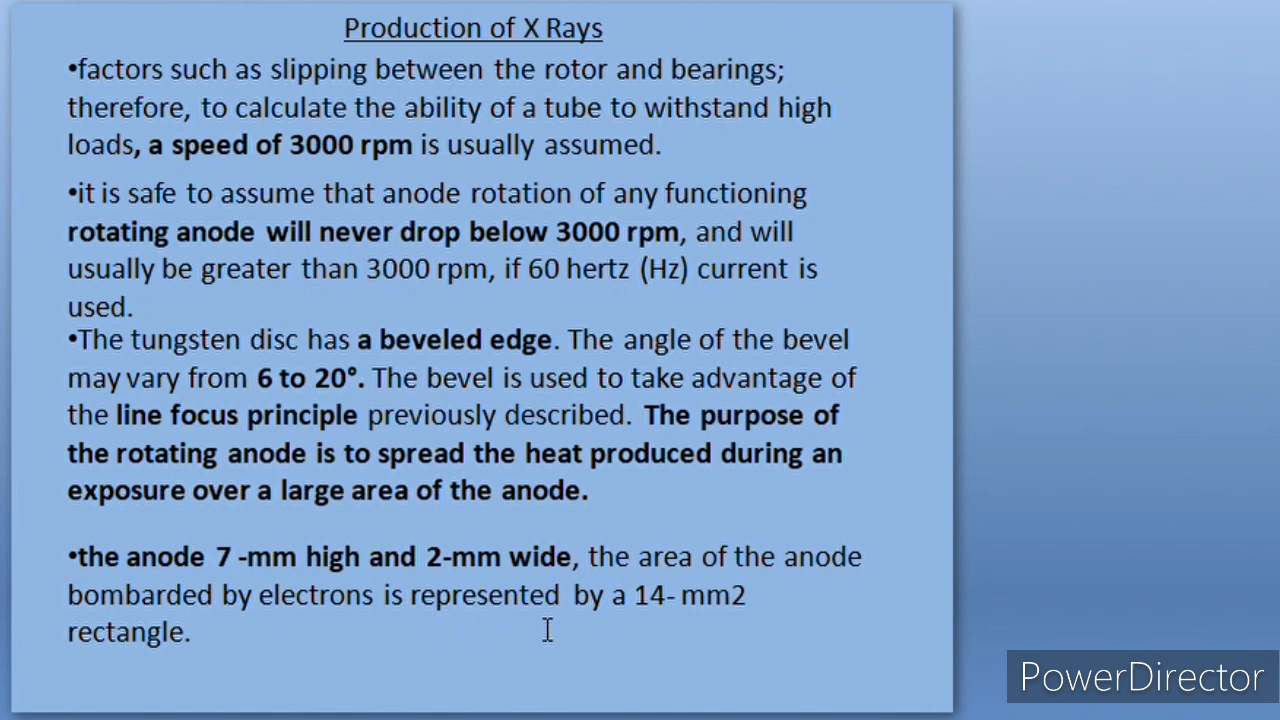 Production of X Rays
•factors such as slipping between the rotor and bearings;
therefore, to calculate the ability of a tube to withstand high
loads, a speed of 3000 rpm is usually assumed.
•it is safe to assume that anode rotation of any functioning
rotating anode will never drop below 3000 rpm, and will
usually be greater than 3000 rpm, if 60 hertz (Hz) current is
used.
•The tungsten disc has a beveled edge. The angle of the bevel
may vary from 6 to 20°. The bevel is used to take advantage of
the line focus principle previously described. The purpose of
the rotating anode is to spread the heat produced during an
exposure over a large area of the anode.
•the anode 7 -mm high and 2-mm wide, the area of the anode
bombarded by electrons is represented by a 14- mm2
rectangle.
PowerDirector